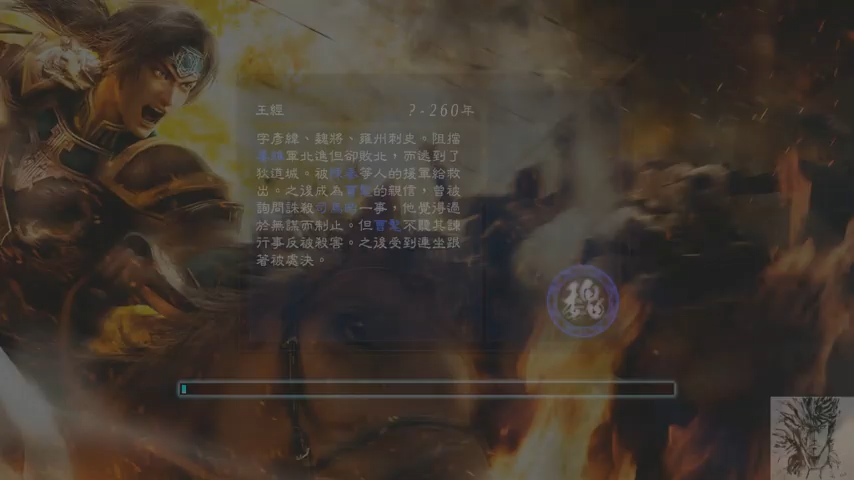 王經 ?-260年
字彥緯、魏將、雍州刺史。阻擋
姜維軍北進但卻敗北,而逃到了
狄道城。被陳泰等人的援軍給救
出。之後成為曹髦的親信,曾被
詢問誅殺司馬昭一事,他覺得過
於無謀而制止。但曹髦不聽其諫
行事反被殺害。之後受到連坐跟
著被處決。
魏